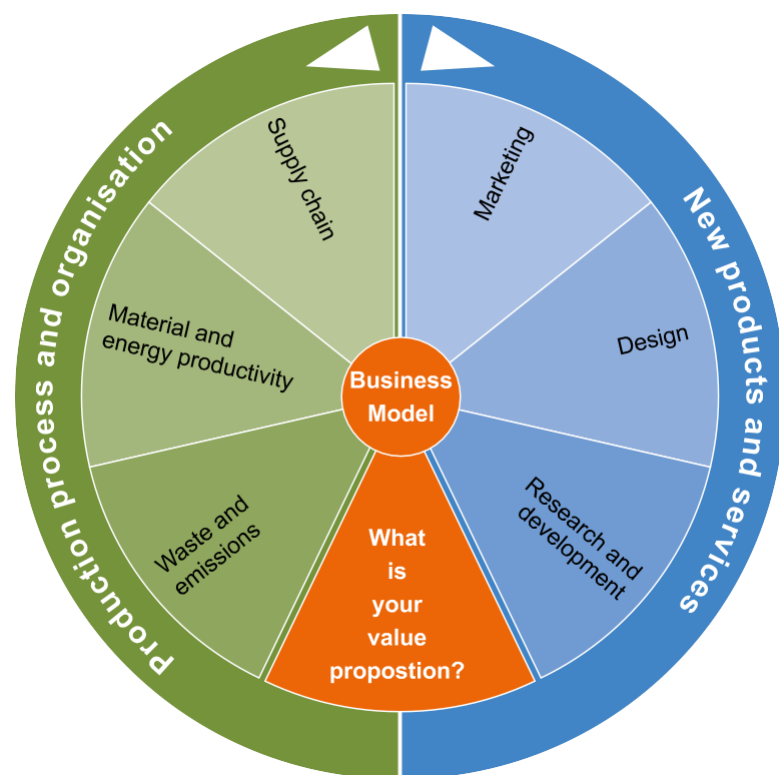 Production process and organisation
New products and services
Supply chain
Marketing
Material and
energy productivity
Design
Business
Model
Waste and
emissions
Research and
development
What
is
your
value
propostion?